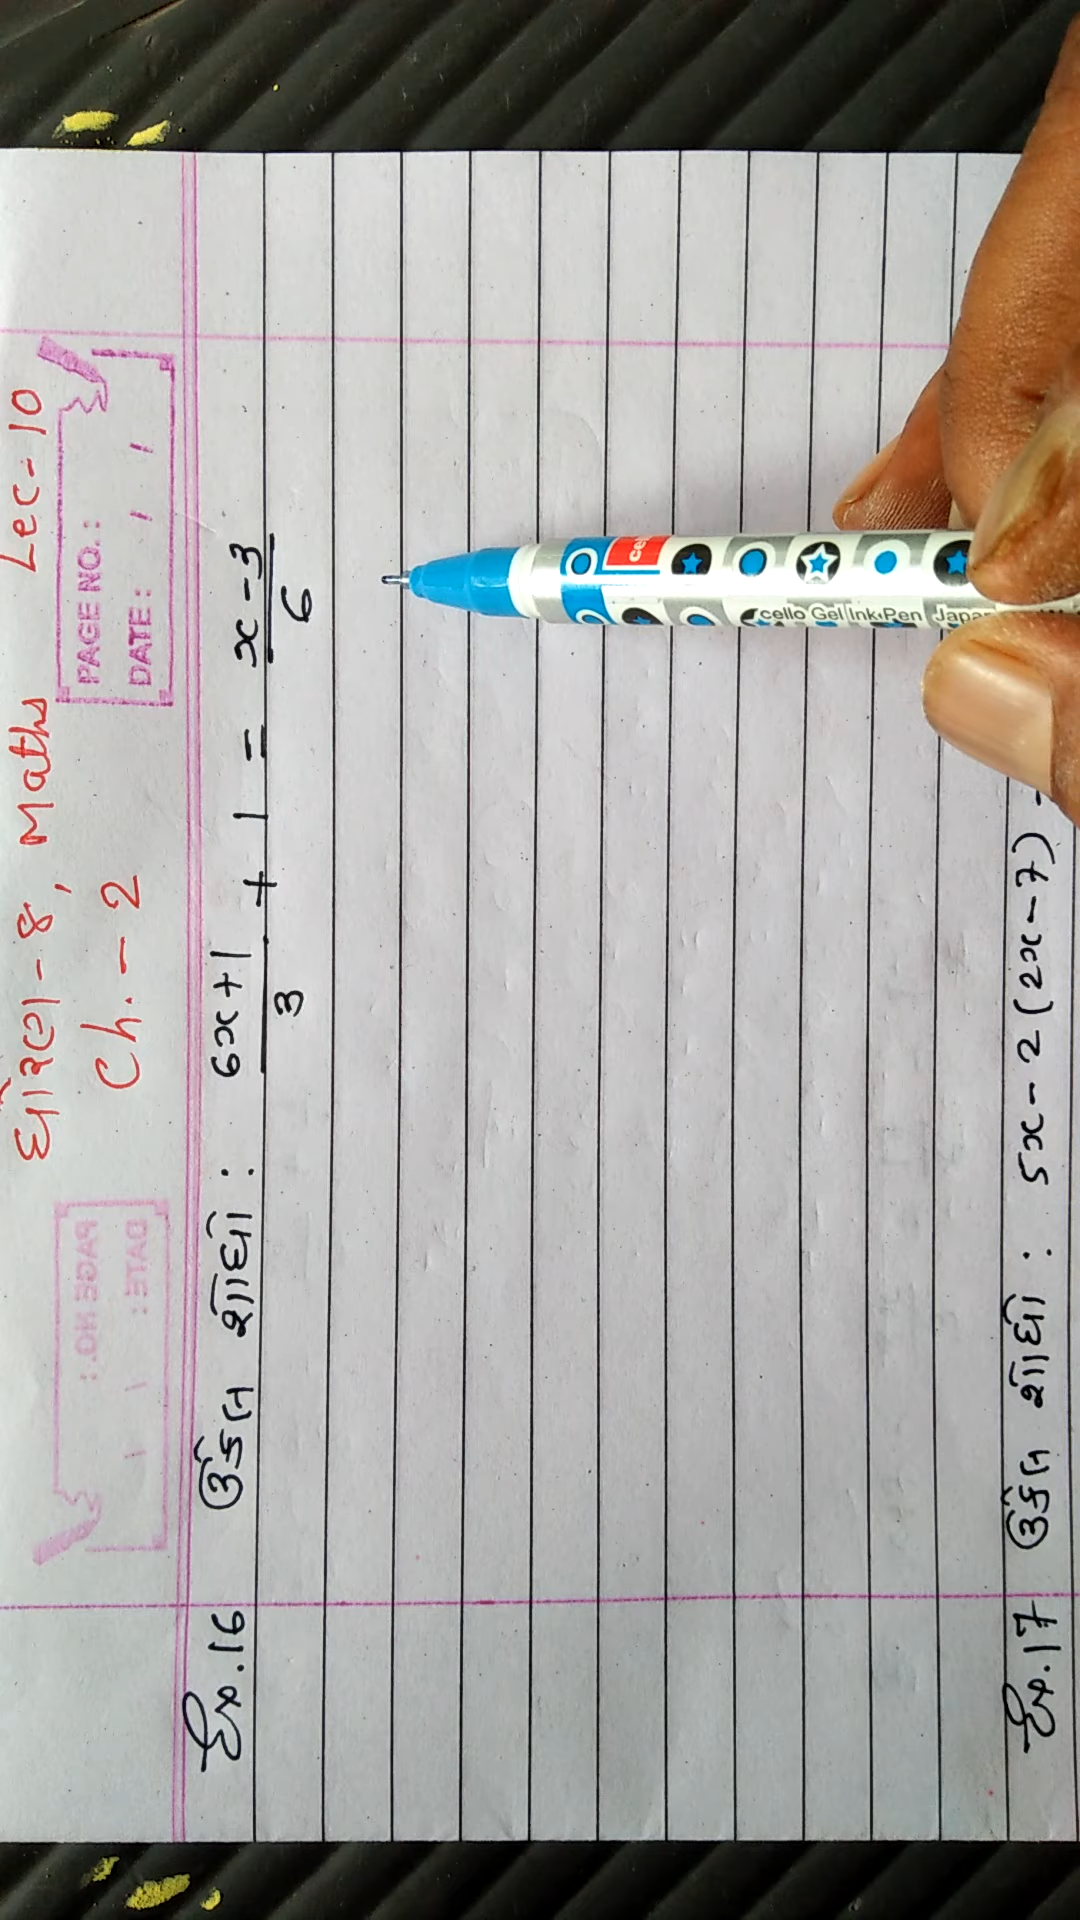 ધોરણ-8, Maths Lec-10
Ch.-2
PAGE NO.:
DATE: / /
Ex.16 ઉકેલ શોધો : (6x+1)/3 + 1 = (x-3)/6
cello Gel Ink Pen
Ex.17 ઉકેલ શોધો : 5x-2(2x-7)